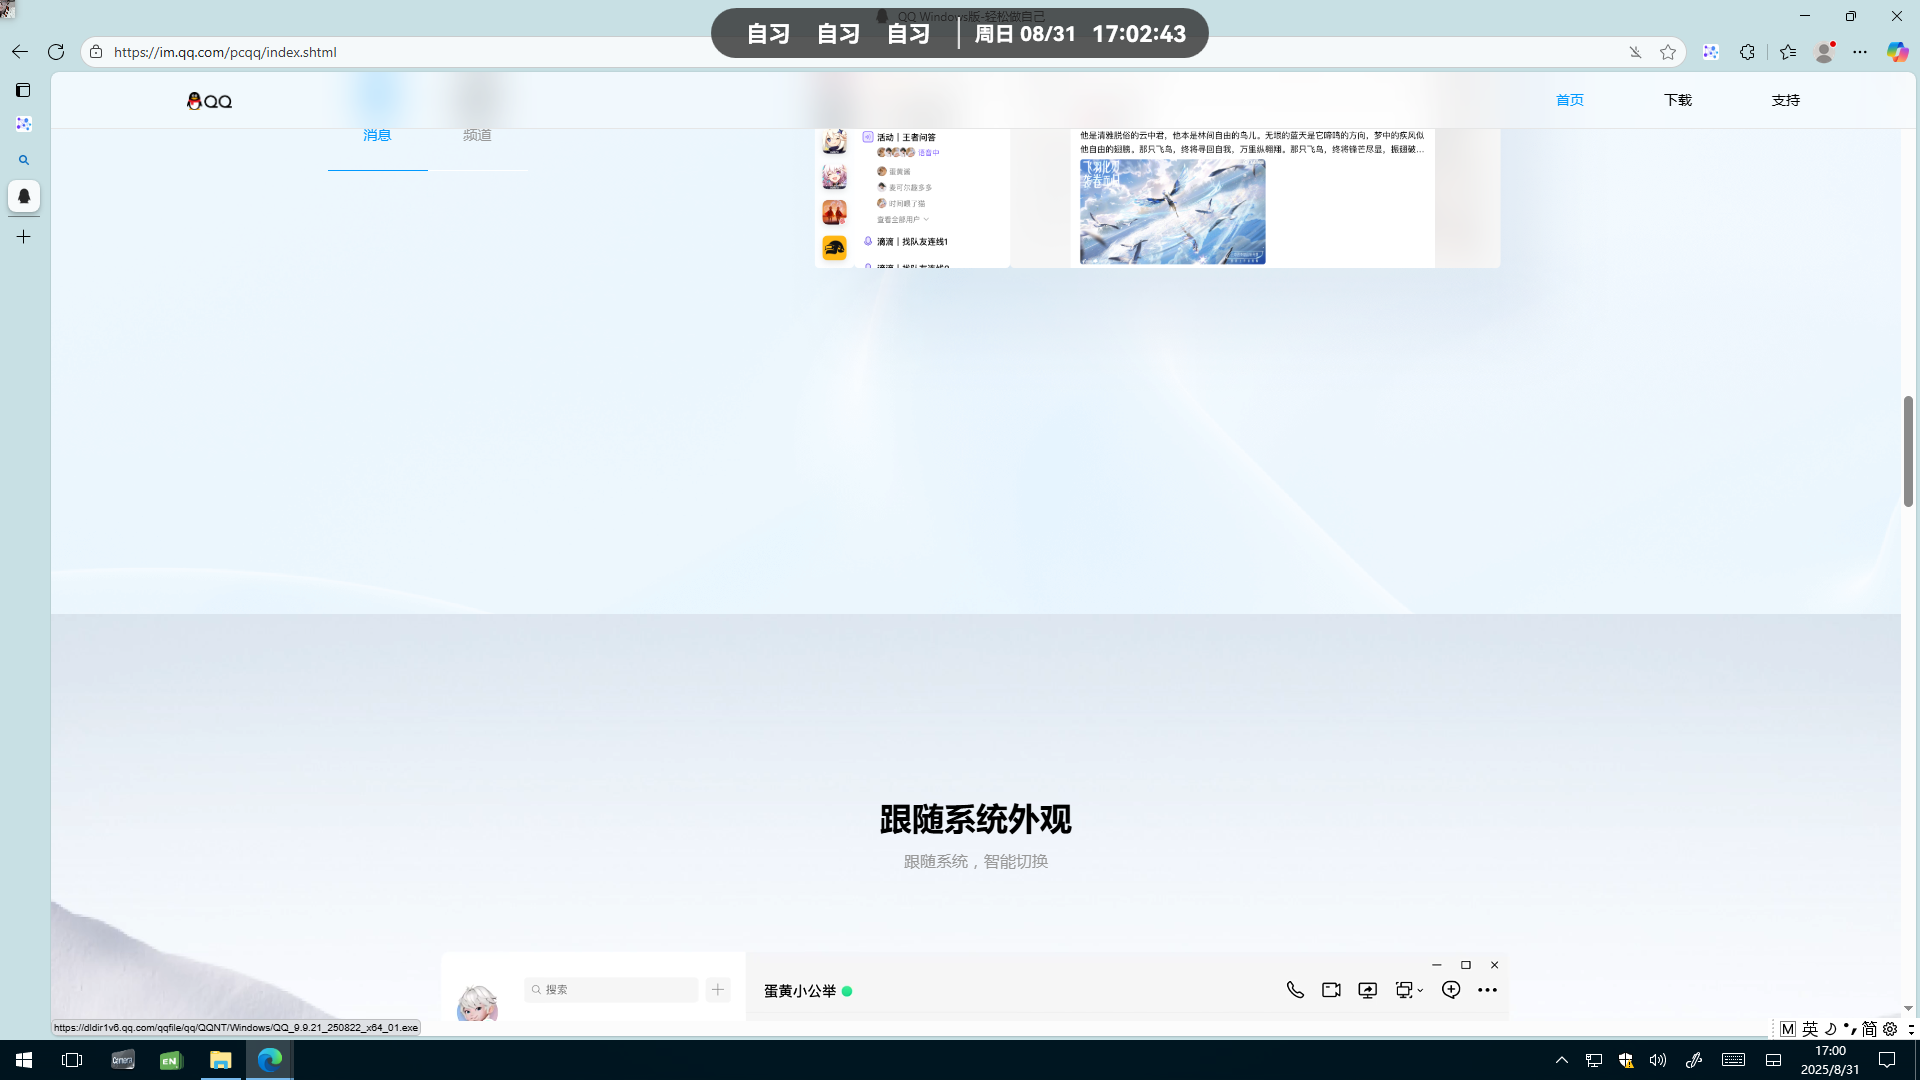 QQ Windows版-轻松做自己
自习 自习 自习 周日 08/31 17:02:43
https://im.qq.com/pcqq/index.shtml
QQ
首页
下载
支持
消息
频道
活动丨王者问答
语音中
蛋黄酱
麦可尔趣多多
时间眼了猫
查看全部用户
滴滴丨找队友连线1
他是清雅脱俗的云中君，他本是林间自由的鸟儿。无垠的蓝天是它啼鸣的方向，梦中的疾风似
他自由的翅膀。那只飞鸟，终将寻回自我，万里纵翱翔。那只飞鸟，终将锋芒尽显，振翅破...
跟随系统外观
跟随系统，智能切换
搜索
蛋黄小公举
https://dldir1v6.qq.com/qqfile/qq/QQNT/Windows/QQ_9.9.21_250822_x64_01.exe
M 英 简
Camera
EN
17:00
2025/8/31